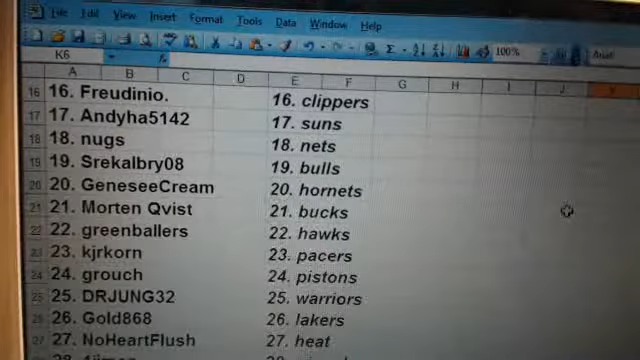 File Edit View Insert Format Tools Data Window Help
100% Arial
K6 fx
A B C D E F G H I J K
16 16. Freudinio. 16. clippers
17 17. Andyha5142 17. suns
18 18. nugs 18. nets
19 19. Srekalbry08 19. bulls
20 20. GeneseeCream 20. hornets
21 21. Morten Qvist 21. bucks
22 22. greenballers 22. hawks
23 23. kjrkorn 23. pacers
24 24. grouch 24. pistons
25 25. DRJUNG32 25. warriors
26 26. Gold868 26. lakers
27 27. NoHeartFlush 27. heat